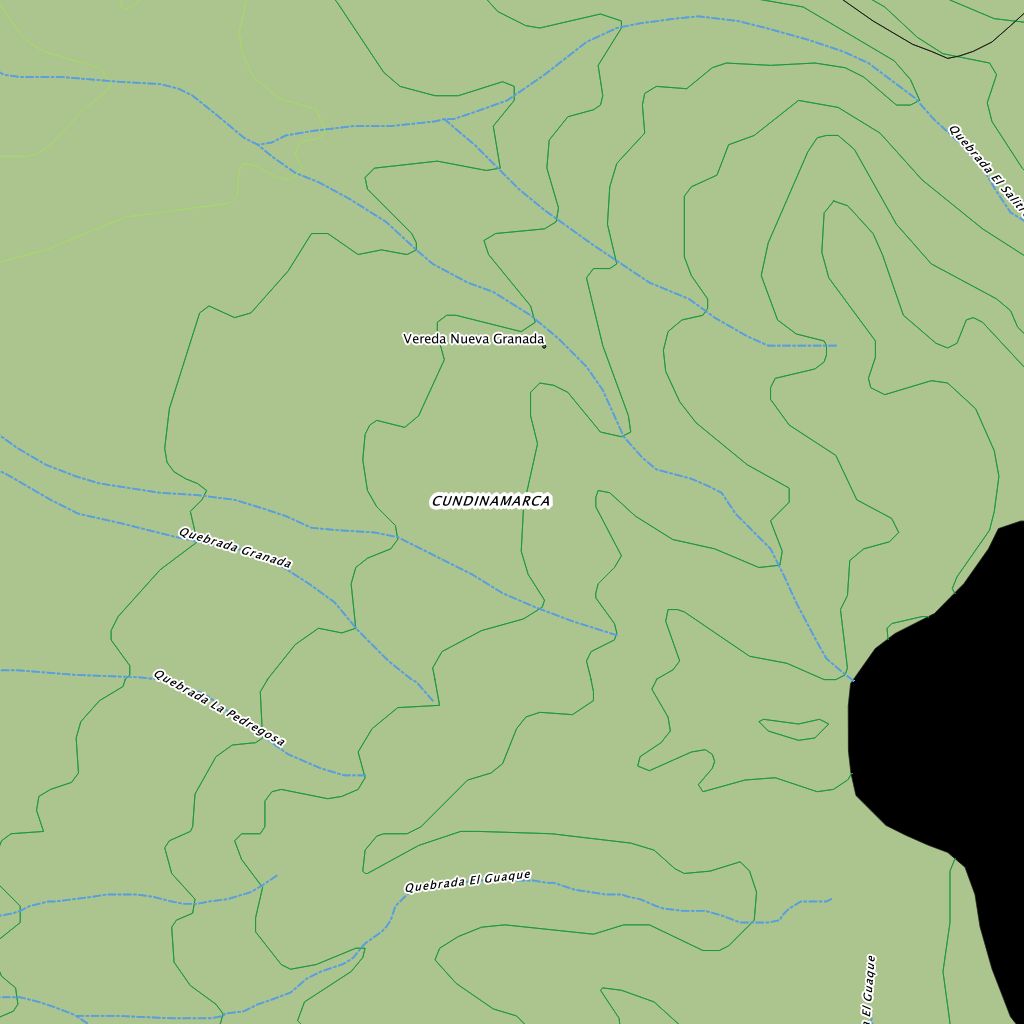 Quebrada El Salitr
Vereda Nueva Granada
CUNDINAMARCA
Quebrada Granada
Quebrada La Pedregosa
Quebrada El Guaque
El Guaque